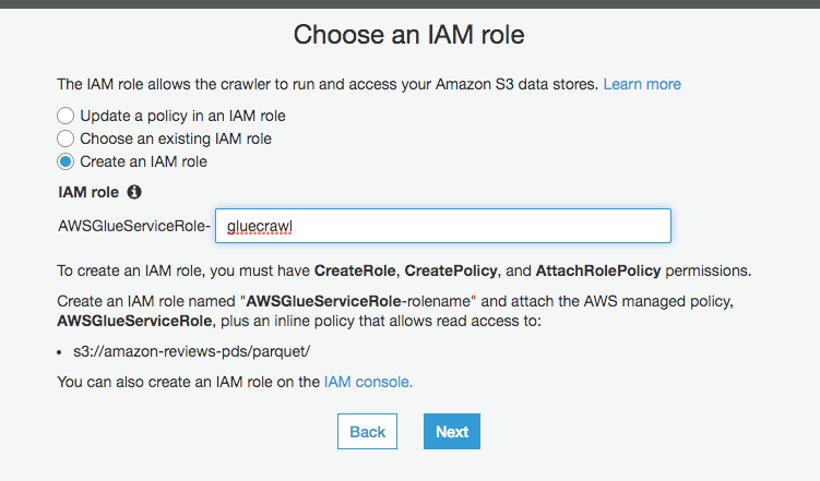 Choose an IAM role
The IAM role allows the crawler to run and access your Amazon S3 data stores. Learn more
Update a policy in an IAM role
Choose an existing IAM role
Create an IAM role
IAM role
AWSGlueServiceRole- gluecrawl
To create an IAM role, you must have CreateRole, CreatePolicy, and AttachRolePolicy permissions.
Create an IAM role named "AWSGlueServiceRole-rolename" and attach the AWS managed policy,
AWSGlueServiceRole, plus an inline policy that allows read access to:
• s3://amazon-reviews-pds/parquet/
You can also create an IAM role on the IAM console.
Back Next